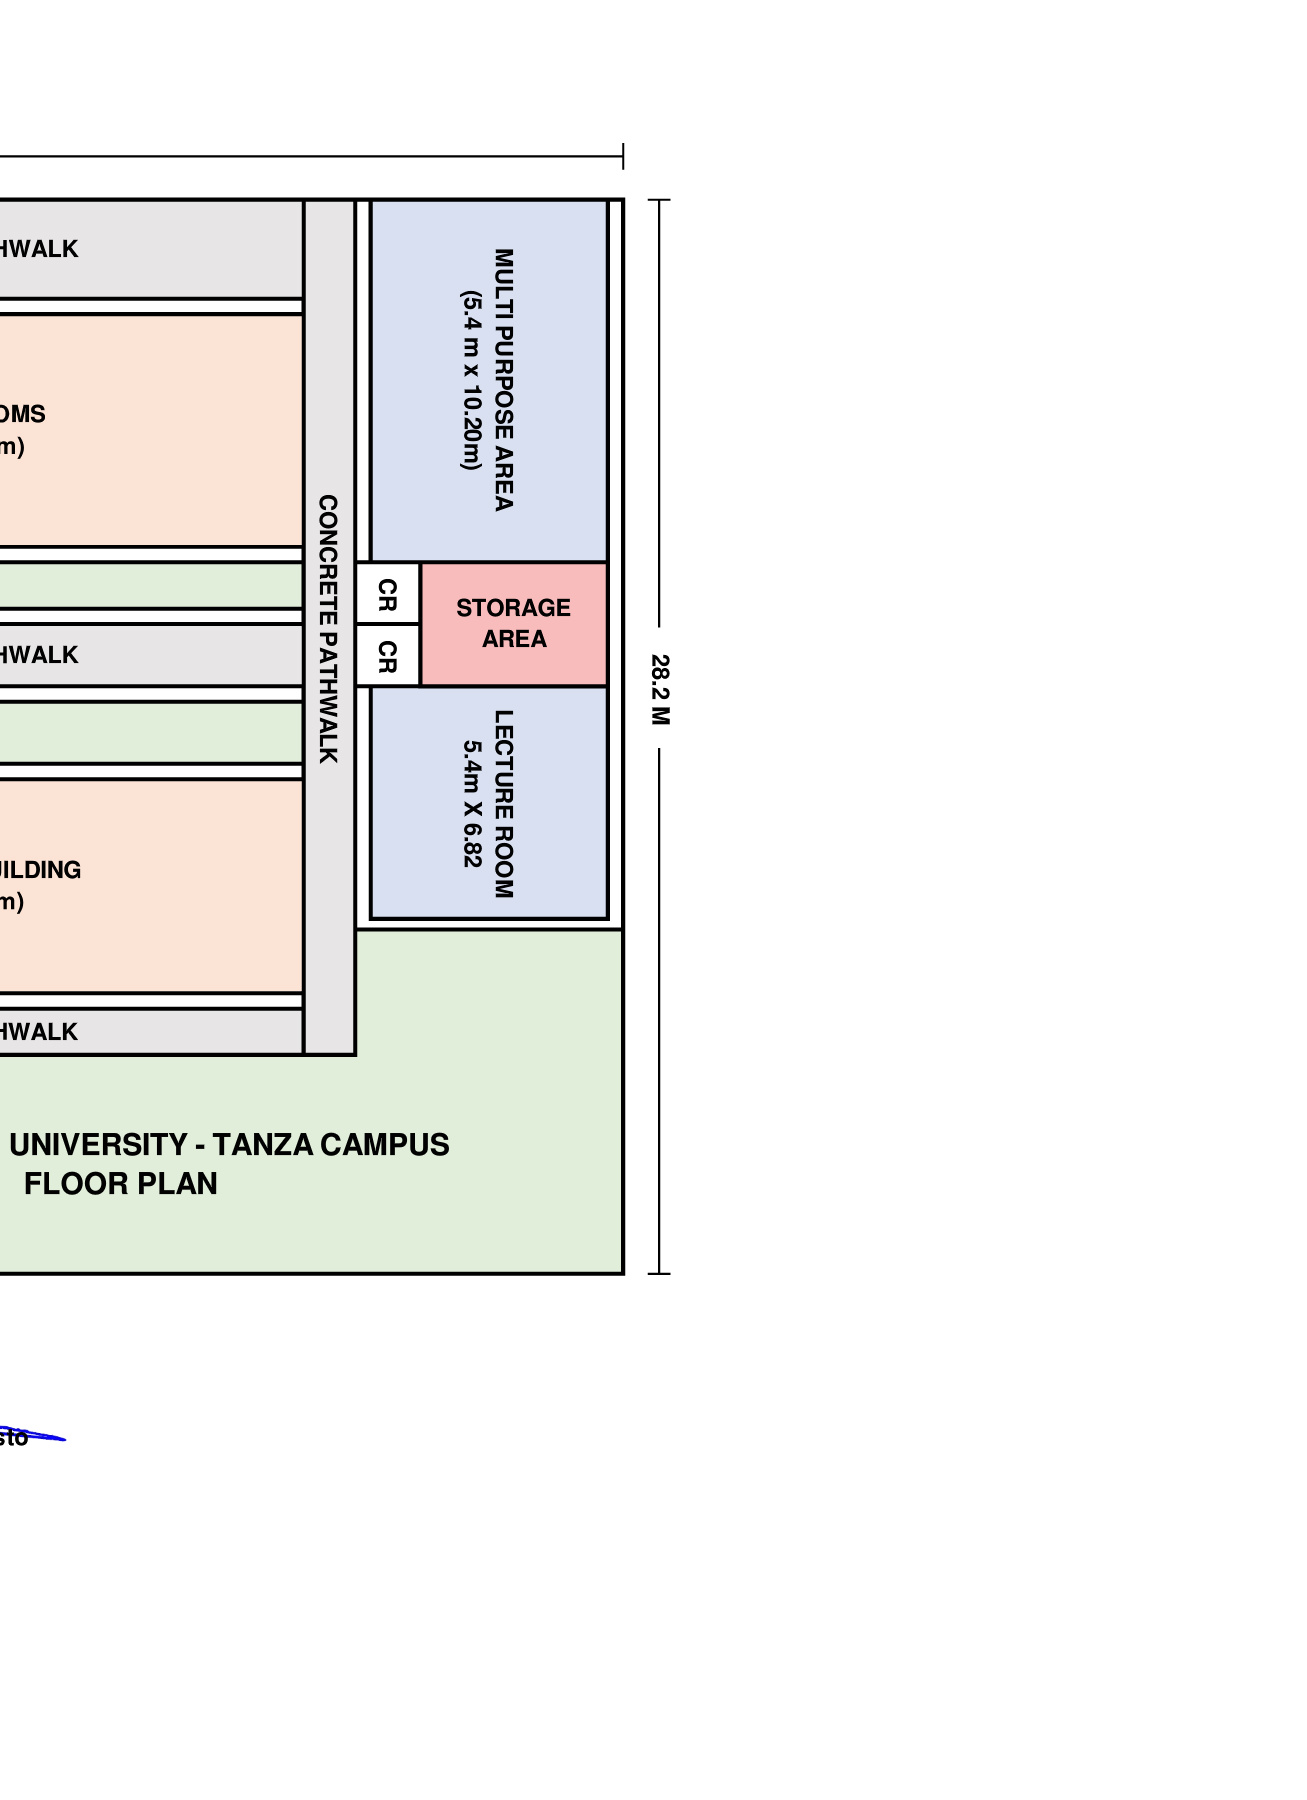 HWALK
MULTI PURPOSE AREA
(5.4 m x 10.20m)
OMS
m)
CONCRETE PATHWALK
CR
STORAGE
AREA
CR
HWALK
28.2 M
LECTURE ROOM
5.4m X 6.82
ILDING
m)
HWALK
UNIVERSITY - TANZA CAMPUS
FLOOR PLAN
sto